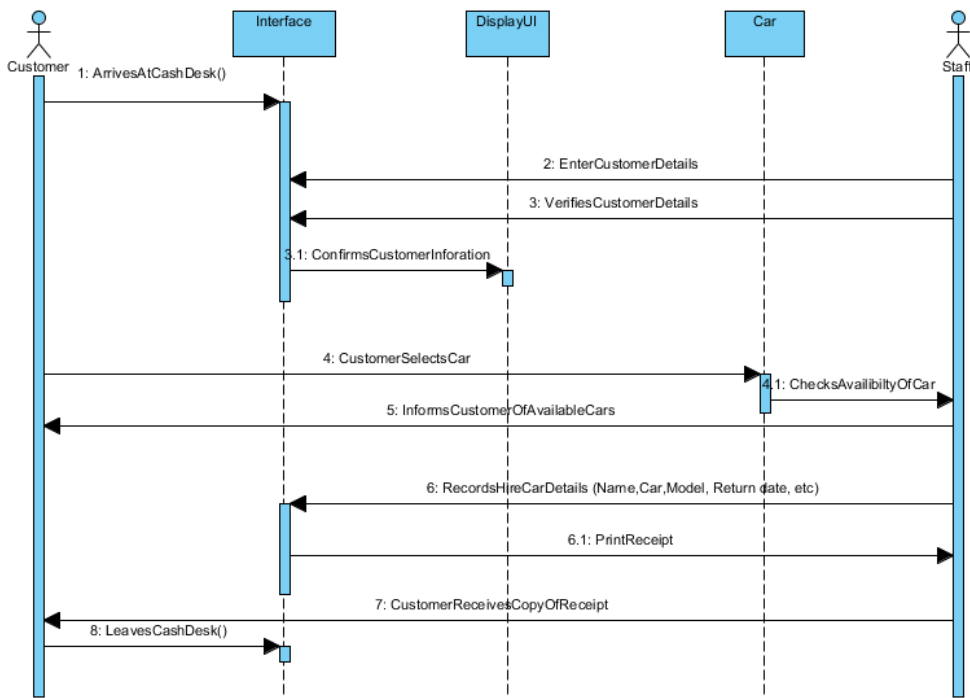 Interface
DisplayUI
Car
Customer
Staff
1: ArrivesAtCashDesk()
2: EnterCustomerDetails
3: VerifiesCustomerDetails
3.1: ConfirmsCustomerInforation
4: CustomerSelectsCar
4.1: ChecksAvailibiltyOfCar
5: InformsCustomerOfAvailableCars
6: RecordsHireCarDetails (Name,Car,Model, Return date, etc)
6.1: PrintReceipt
7: CustomerReceivesCopyOfReceipt
8: LeavesCashDesk()